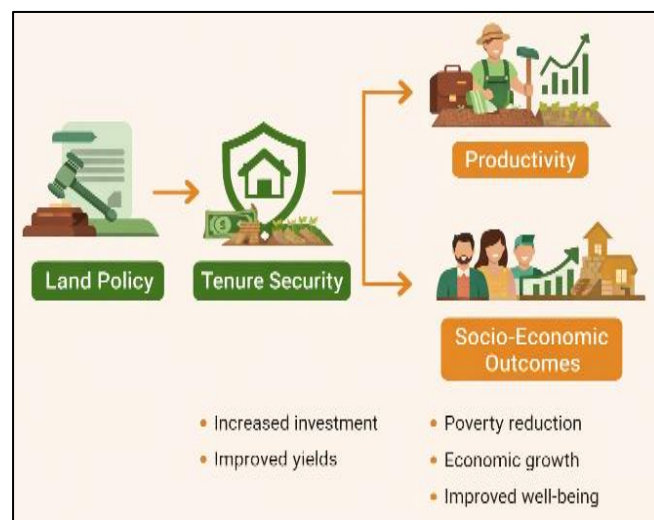 Productivity
Land Policy
Tenure Security
Socio-Economic
Outcomes
• Increased investment
• Improved yields
• Poverty reduction
• Economic growth
• Improved well-being